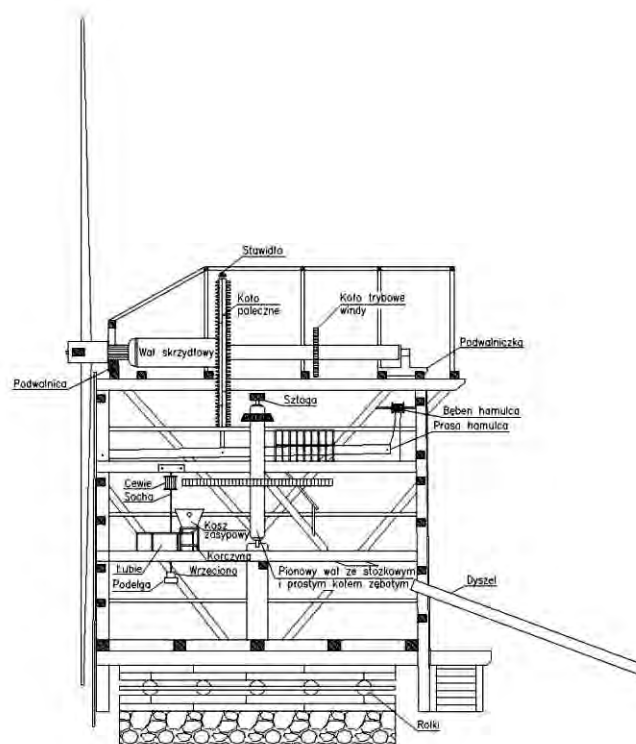 Stawidło
Koło
paleczne
Koło trybowe
windy
Wał skrzydłowy
Podwalniczka
Podwalnica
Sztoga
Bęben hamulca
Prasa hamulca
Cewie
Socha
Kosz
zasypowy
Korczyna
Łubie
Wrzeciono
Podelga
Pionowy wał ze stożkowym
i prostym kołem zębatym
Dyszel
Rolki